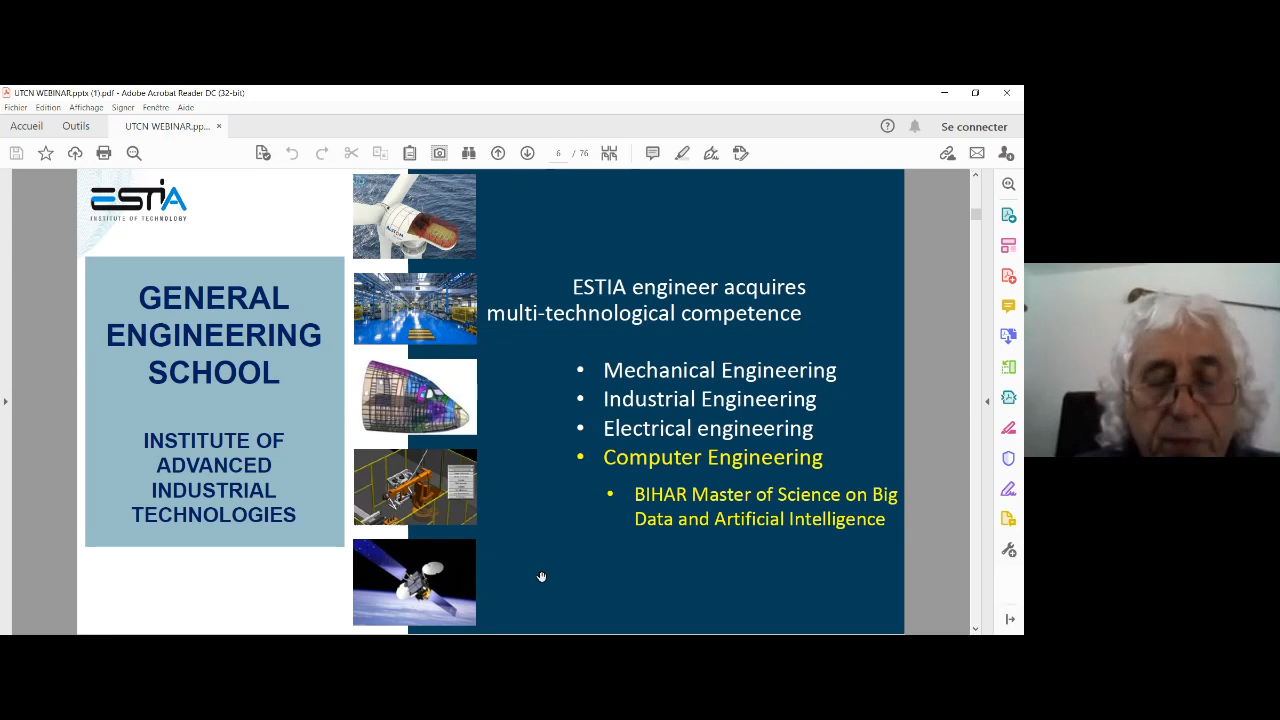 UTCN WEBINAR.pptx (1).pdf - Adobe Acrobat Reader DC (32-bit)
Fichier Edition Affichage Signer Fenêtre Aide
Accueil Outils UTCN WEBINAR.pp... × Se connecter
6 / 76
ESTIA
INSTITUTE OF TECHNOLOGY
GENERAL
ENGINEERING
SCHOOL
INSTITUTE OF
ADVANCED
INDUSTRIAL
TECHNOLOGIES
ESTIA engineer acquires
multi-technological competence
• Mechanical Engineering
• Industrial Engineering
• Electrical engineering
• Computer Engineering
• BIHAR Master of Science on Big
Data and Artificial Intelligence